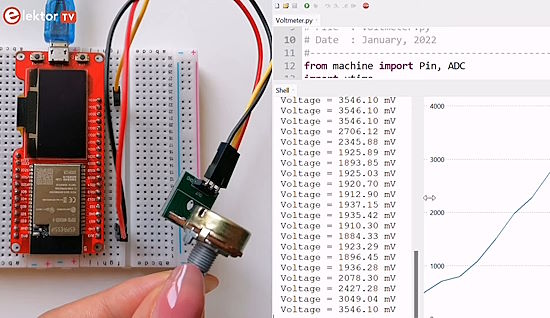 elektor TV
Voltmeter.py
9 # File : Voltmeter.py
10 # Date : January, 2022
11 #
12 from machine import Pin, ADC
import utime
Shell
Voltage = 3546.10 mV
Voltage = 3546.10 mV
Voltage = 3546.10 mV
Voltage = 2706.12 mV
Voltage = 2345.88 mV
Voltage = 1925.89 mV
Voltage = 1893.85 mV
Voltage = 1925.03 mV
Voltage = 1920.70 mV
Voltage = 1912.90 mV
Voltage = 1937.15 mV
Voltage = 1935.42 mV
Voltage = 1910.30 mV
Voltage = 1884.33 mV
Voltage = 1923.29 mV
Voltage = 1896.45 mV
Voltage = 1936.28 mV
Voltage = 2078.30 mV
Voltage = 2427.28 mV
Voltage = 3049.04 mV
Voltage = 3546.10 mV
4000
3000
2000
1000
0